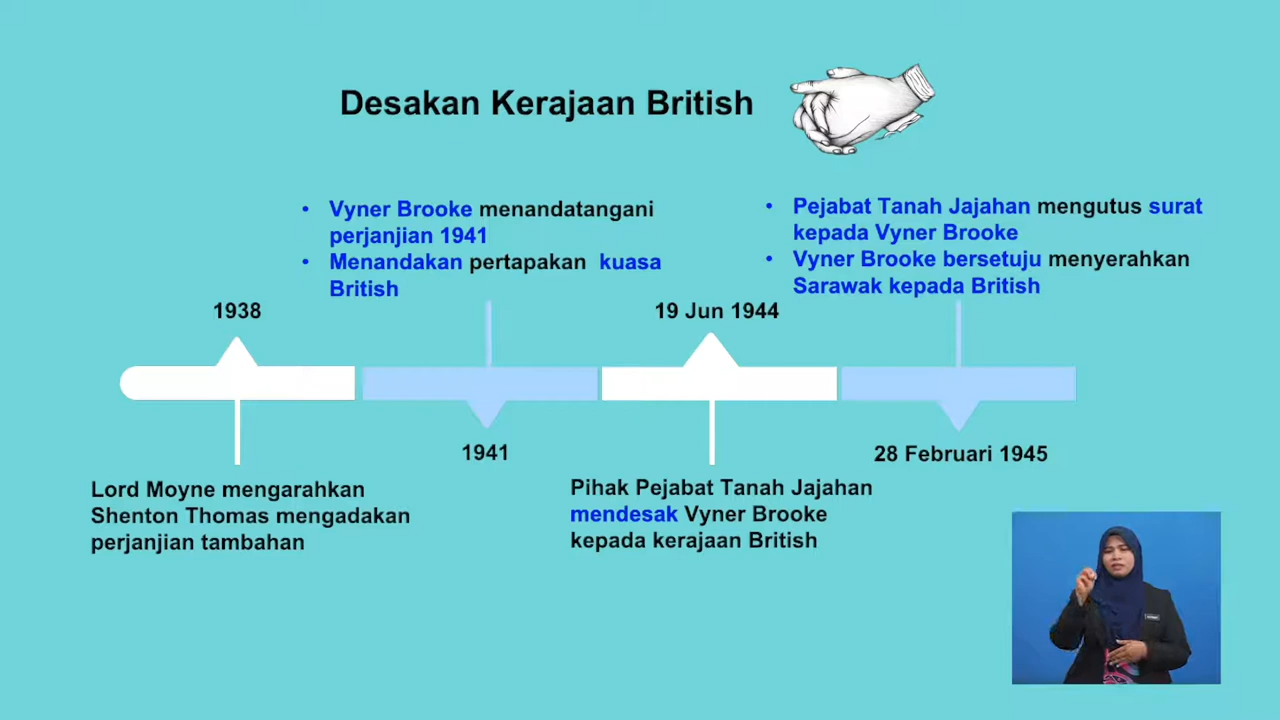 Desakan Kerajaan British
• Vyner Brooke menandatangani
perjanjian 1941
• Menandakan pertapakan kuasa
British
• Pejabat Tanah Jajahan mengutus surat
kepada Vyner Brooke
• Vyner Brooke bersetuju menyerahkan
Sarawak kepada British
1938
19 Jun 1944
1941
28 Februari 1945
Lord Moyne mengarahkan
Shenton Thomas mengadakan
perjanjian tambahan
Pihak Pejabat Tanah Jajahan
mendesak Vyner Brooke
kepada kerajaan British